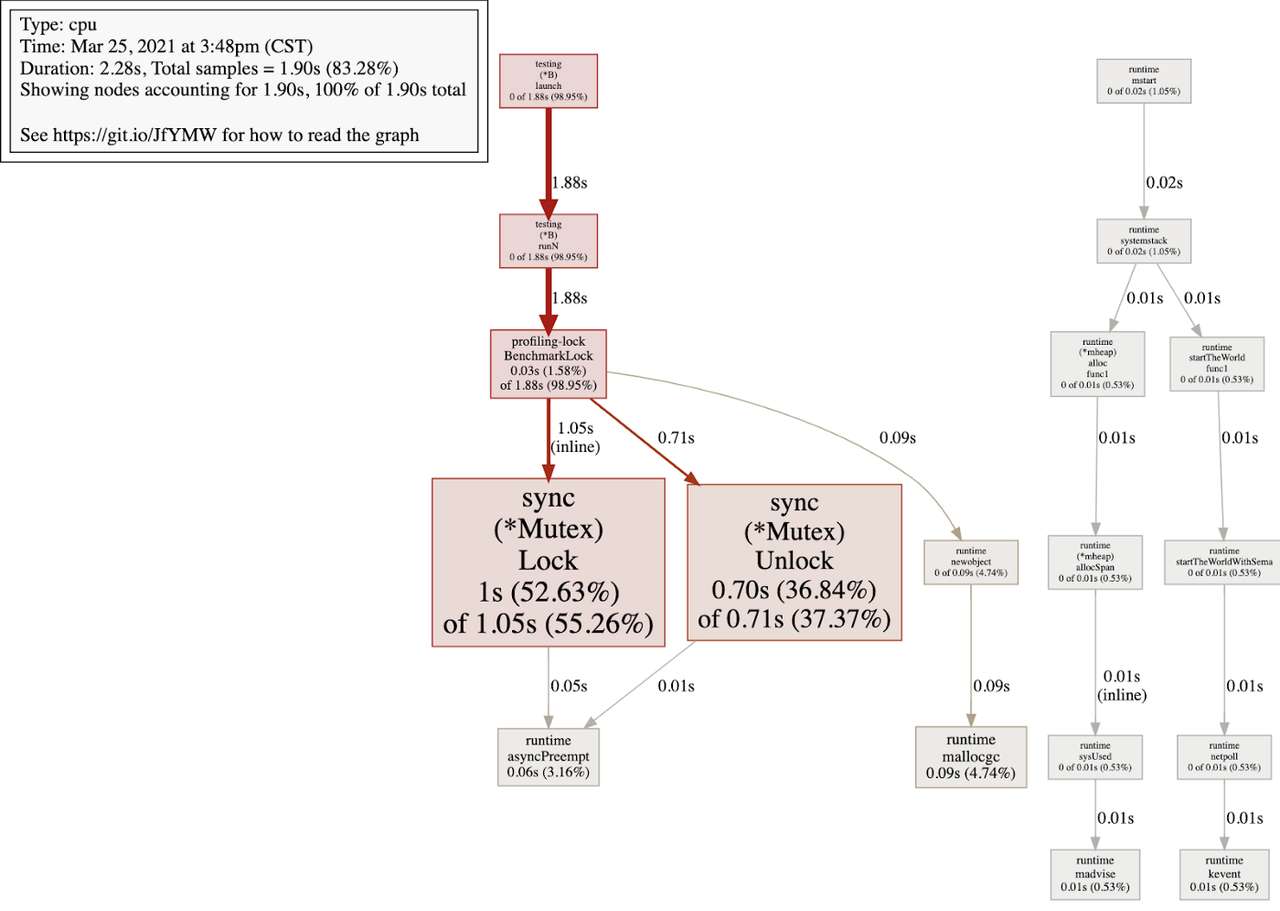 Type: cpu
Time: Mar 25, 2021 at 3:48pm (CST)
Duration: 2.28s, Total samples = 1.90s (83.28%)
Showing nodes accounting for 1.90s, 100% of 1.90s total
See https://git.io/JfYMW for how to read the graph
testing
(*B)
launch
0 of 1.88s (98.95%)
runtime
mstart
0 of 0.02s (1.05%)
1.88s
0.02s
testing
(*B)
runN
0 of 1.88s (98.95%)
runtime
systemstack
0 of 0.02s (1.05%)
1.88s
0.01s
0.01s
profiling-lock
BenchmarkLock
0.03s (1.58%)
of 1.88s (98.95%)
runtime
(*mheap)
alloc
func1
0 of 0.01s (0.53%)
runtime
startTheWorld
func1
0 of 0.01s (0.53%)
1.05s
(inline)
0.71s
0.09s
0.01s
0.01s
sync
(*Mutex)
Lock
1s (52.63%)
of 1.05s (55.26%)
sync
(*Mutex)
Unlock
0.70s (36.84%)
of 0.71s (37.37%)
runtime
newobject
0 of 0.09s (4.74%)
runtime
(*mheap)
allocSpan
0 of 0.01s (0.53%)
runtime
startTheWorldWithSema
0 of 0.01s (0.53%)
0.05s
0.01s
0.09s
0.01s
(inline)
0.01s
runtime
asyncPreempt
0.06s (3.16%)
runtime
mallocgc
0.09s (4.74%)
runtime
sysUsed
0 of 0.01s (0.53%)
runtime
netpoll
0 of 0.01s (0.53%)
0.01s
0.01s
runtime
madvise
0.01s (0.53%)
runtime
kevent
0.01s (0.53%)